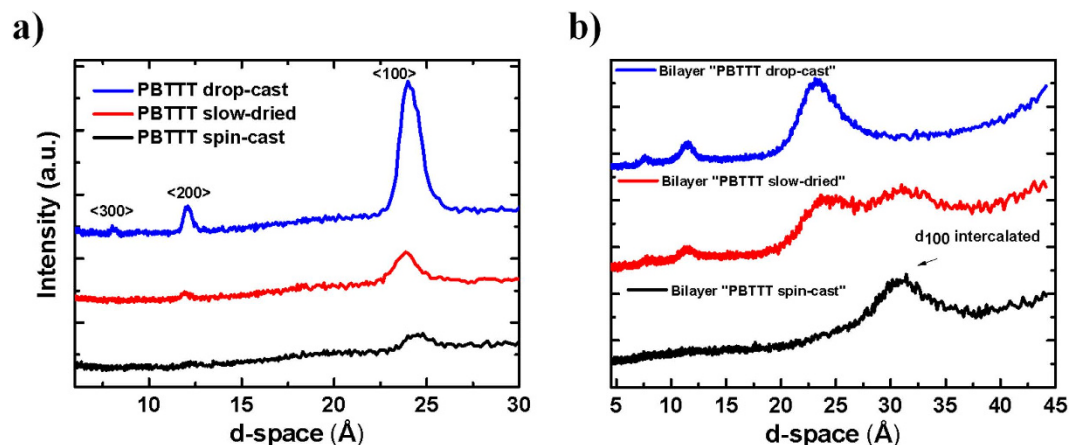 a)
<100>
PBTTT drop-cast
PBTTT slow-dried
PBTTT spin-cast
<200>
<300>
Intensity (a.u.)
10 15 20 25 30
d-space (Å)
b)
Bilayer "PBTTT drop-cast"
Bilayer "PBTTT slow-dried"
d100 intercalated
Bilayer "PBTTT spin-cast"
5 10 15 20 25 30 35 40 45
d-space (Å)